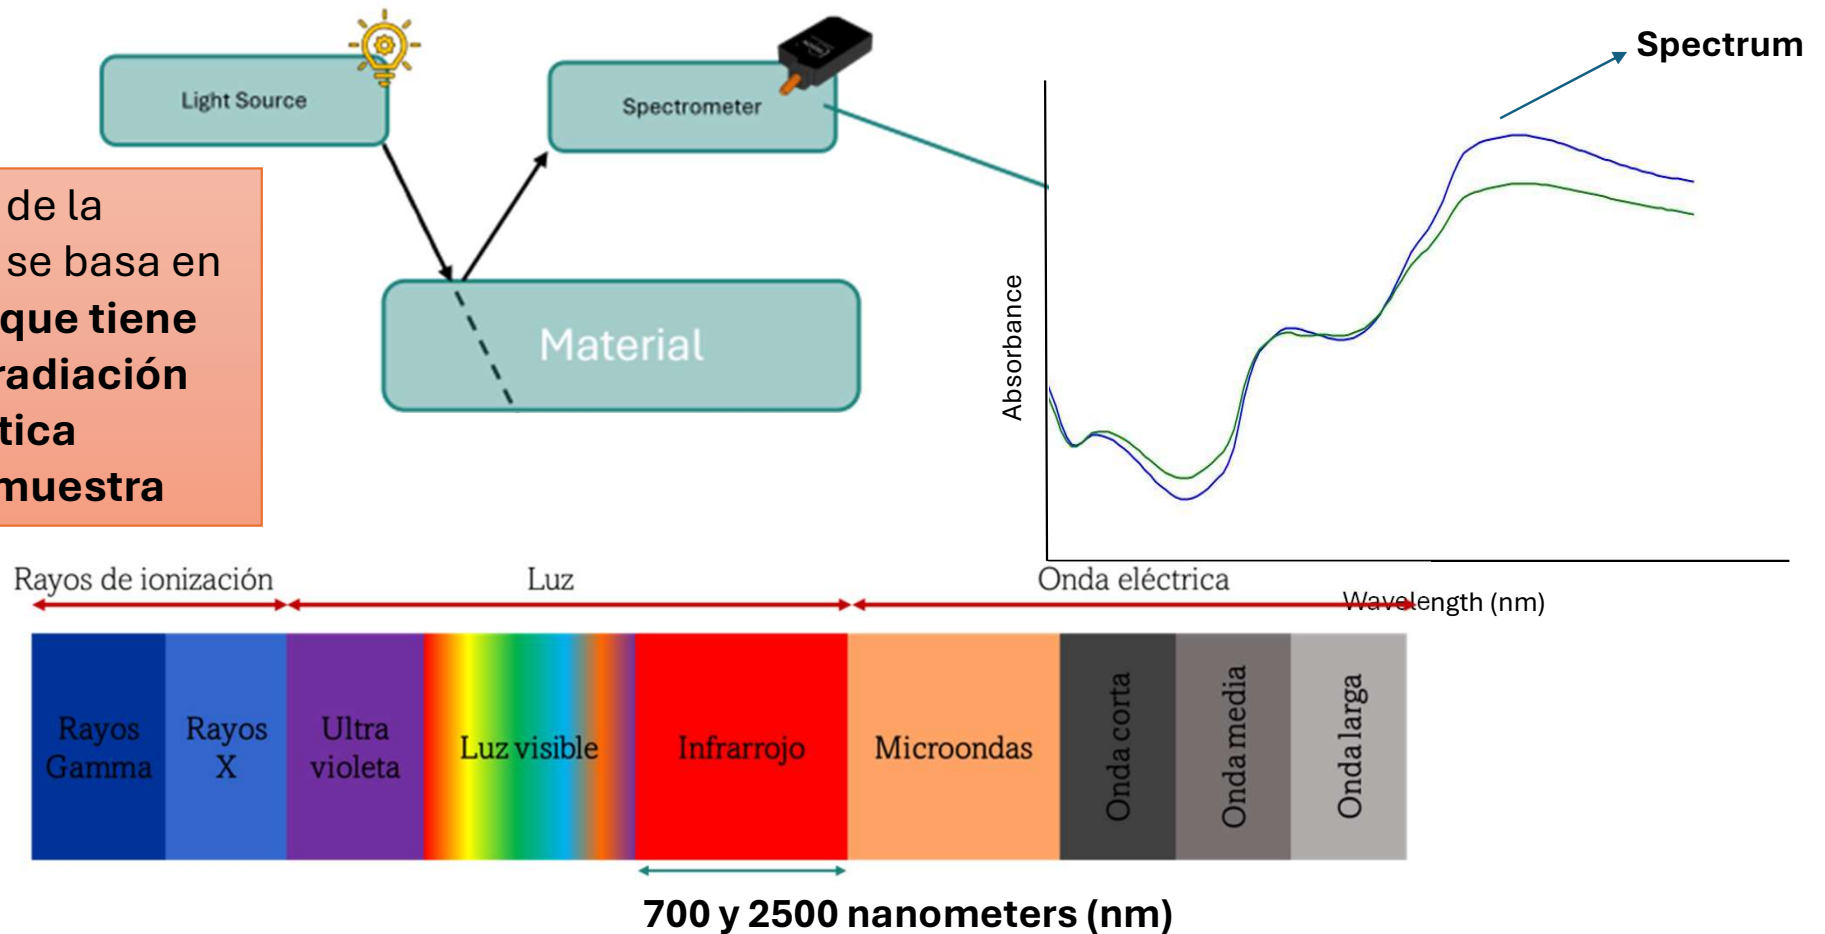 Spectrum
Light Source
Spectrometer
de la
se basa en
que tiene
radiación
tica
muestra
Material
Absorbance
Wavelength (nm)
Rayos de ionización
Luz
Onda eléctrica
Rayos
Gamma
Rayos
X
Ultra
violeta
Luz visible
Infrarrojo
Microondas
Onda corta
Onda media
Onda larga
700 y 2500 nanometers (nm)